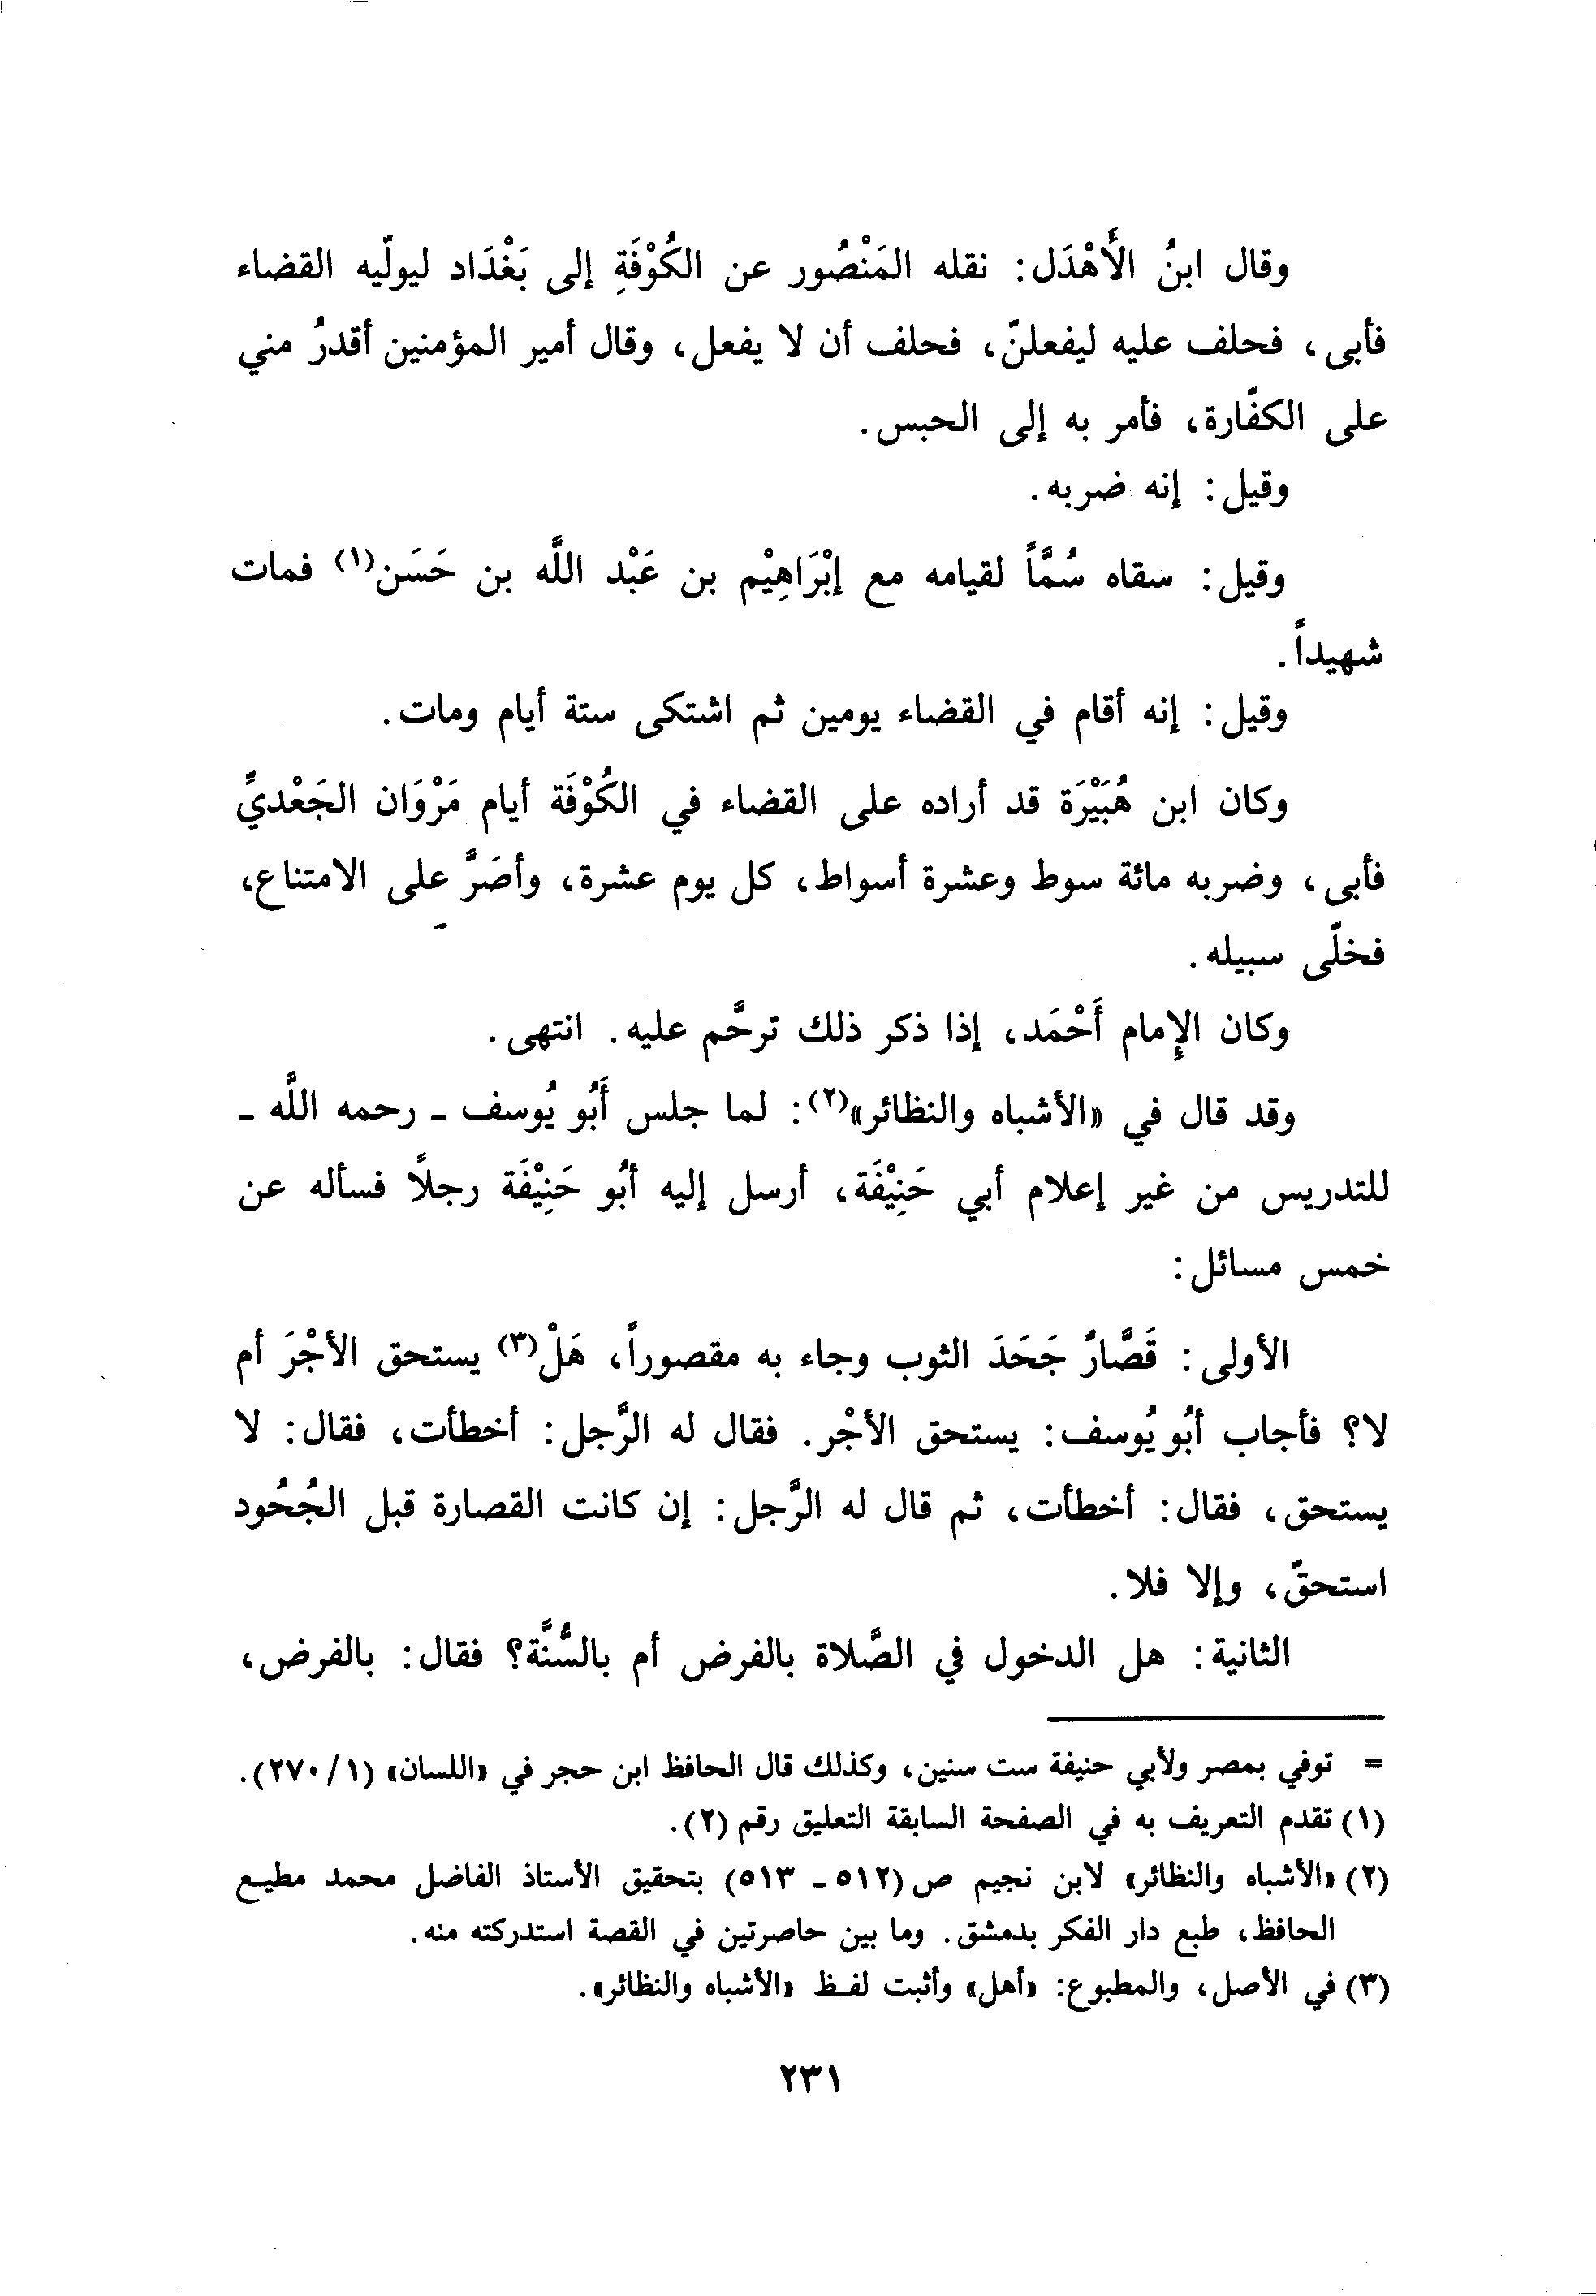 وقال ابنُ الأَهْدَل: نقله المَنْصُور عن الكُوْفَةِ إلى بَغْدَاد ليولّيه القضاء
فأبى، فحلف عليه ليفعلنّ، فحلف أن لا يفعل، وقال أمير المؤمنين أقدرُ مني
على الكفّارة، فأمر به إلى الحبس.
وقيل: إنه ضربه.
وقيل: سقاه سُمَّاً لقيامه مع إبْرَاهِيْم بن عَبْد اللَّه بن حَسَن(١) فمات
شهيداً.
وقيل: إنه أقام في القضاء يومين ثم اشتكى ستة أيام ومات.
وكان ابن هُبَيْرَة قد أراده على القضاء في الكُوْفَة أيام مَرْوَان الجَعْديِّ
فأبى، وضربه مائة سوط وعشرة أسواط، كل يوم عشرة، وأصَرَّ على الامتناع،
فخلّى سبيله.
وكان الإِمام أَحْمَد، إذا ذكر ذلك ترحَّم عليه. انتهى.
وقد قال في «الأشباه والنظائر»(٢): لما جلس أَبُو يُوسف ـ رحمه اللَّه ـ
للتدريس من غير إعلام أبي حَنِيْفَة، أرسل إليه أبُو حَنِيْفَة رجلاً فسأله عن
خمس مسائل:
الأولى: قَصَّارٌ جَحَدَ الثوب وجاء به مقصوراً، هَلْ(٣) يستحق الأجْرَ أم
لا؟ فأجاب أبُو يُوسف: يستحق الأجْر. فقال له الرَّجل: أخطأت، فقال: لا
يستحق، فقال: أخطأت، ثم قال له الرَّجل: إن كانت القصارة قبل الجُحُود
استحقّ، وإلا فلا.
الثانية: هل الدخول في الصَّلاة بالفرض أم بالسُّنَّة؟ فقال: بالفرض،
= توفي بمصر ولأبي حنيفة ست سنين، وكذلك قال الحافظ ابن حجر في «اللسان» (١/ ٢٧٠).
(١) تقدم التعريف به في الصفحة السابقة التعليق رقم (٢).
(٢) «الأشباه والنظائر» لابن نجيم ص (٥١٢ ـ ٥١٣) بتحقيق الأستاذ الفاضل محمد مطيع
الحافظ، طبع دار الفكر بدمشق. وما بين حاصرتين في القصة استدركته منه.
(٣) في الأصل، والمطبوع: «أهل» وأثبت لفظ «الأشباه والنظائر».
٢٣١